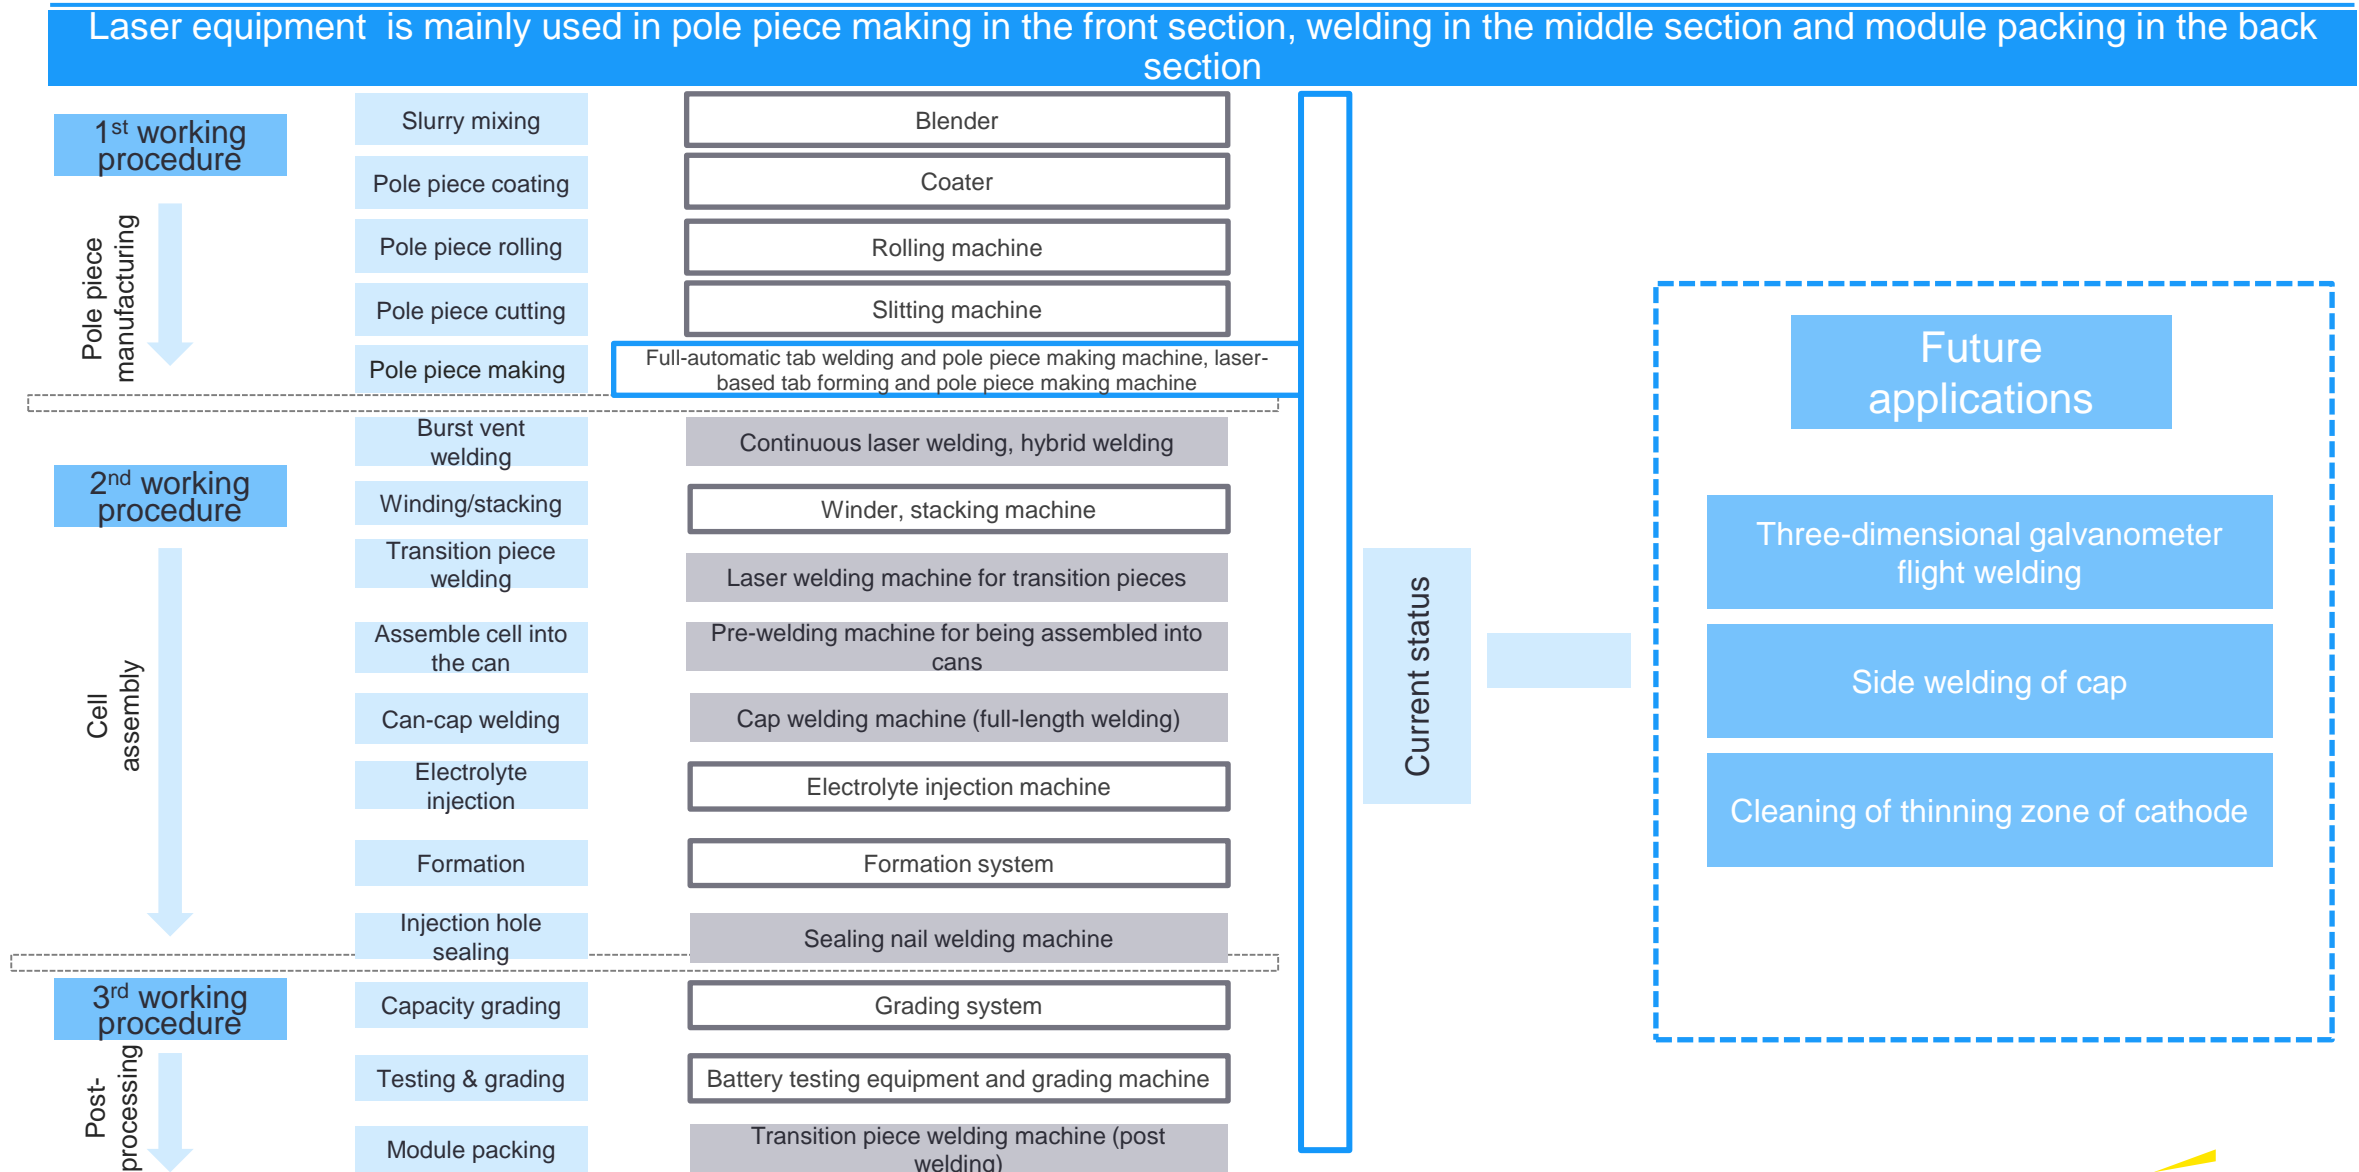 Laser equipment  is mainly used in pole piece making in the front section, welding in the middle section and module packing in the back
section
1st working
procedure
Pole piece
manufacturing
Slurry mixing
Blender
Pole piece coating
Coater
Pole piece rolling
Rolling machine
Pole piece cutting
Slitting machine
Pole piece making
Full-automatic tab welding and pole piece making machine, laser-
based tab forming and pole piece making machine
2nd working
procedure
Cell
assembly
Burst vent
welding
Continuous laser welding, hybrid welding
Winding/stacking
Winder, stacking machine
Transition piece
welding
Laser welding machine for transition pieces
Assemble cell into
the can
Pre-welding machine for being assembled into
cans
Can-cap welding
Cap welding machine (full-length welding)
Electrolyte
injection
Electrolyte injection machine
Formation
Formation system
Injection hole
sealing
Sealing nail welding machine
3rd working
procedure
Post-
processing
Capacity grading
Grading system
Testing & grading
Battery testing equipment and grading machine
Module packing
Transition piece welding machine (post
welding)
Current status
Future
applications
Three-dimensional galvanometer
flight welding
Side welding of cap
Cleaning of thinning zone of cathode